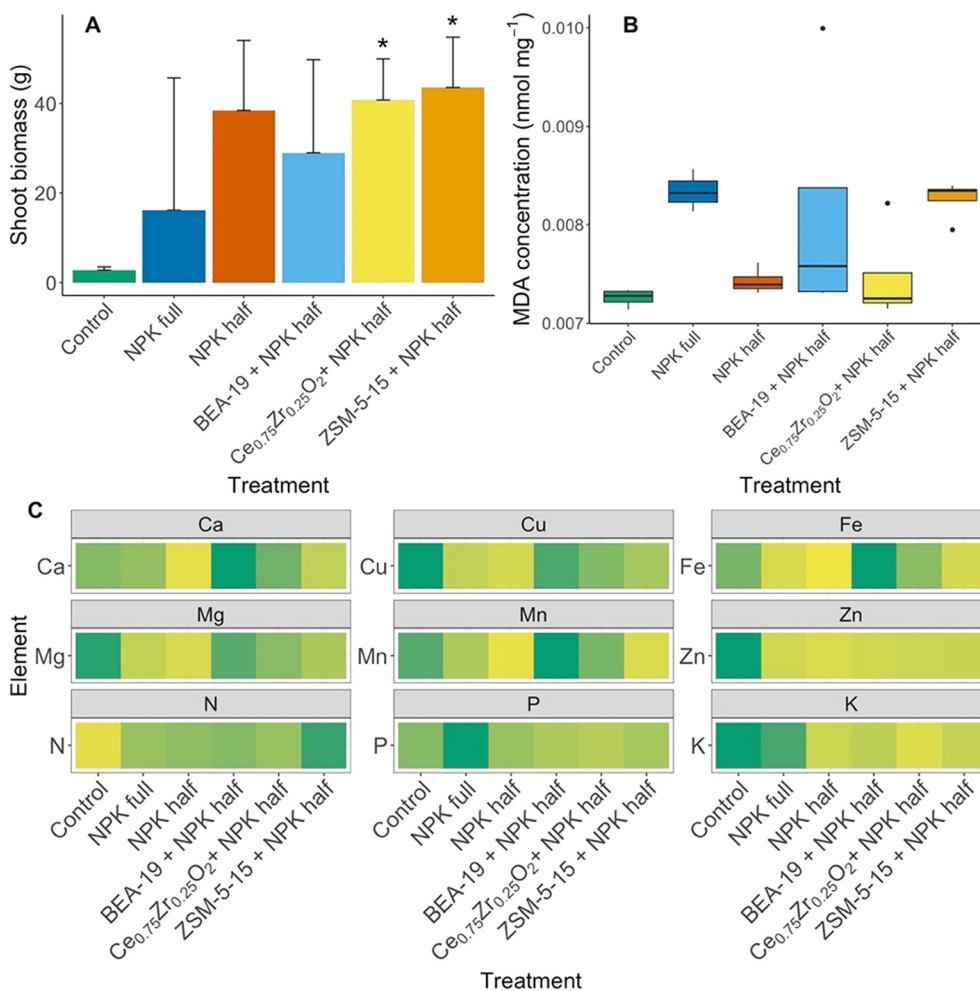 A
Shoot biomass (g)
40
20
0
* *
Control
NPK full
NPK half
BEA-19 + NPK half
Ce0.75Zr0.25O2+ NPK half
ZSM-5-15 + NPK half
Treatment
B
MDA concentration (nmol mg−1)
0.010
0.009
0.008
0.007
Control
NPK full
NPK half
BEA-19 + NPK half
Ce0.75Zr0.25O2+ NPK half
ZSM-5-15 + NPK half
Treatment
C
Element
Ca Cu Fe
Ca Cu Fe
Mg Mn Zn
Mg Mn Zn
N P K
N P K
Control
NPK full
NPK half
BEA-19 + NPK half
Ce0.75Zr0.25O2+ NPK half
ZSM-5-15 + NPK half
Control
NPK full
NPK half
BEA-19 + NPK half
Ce0.75Zr0.25O2+ NPK half
ZSM-5-15 + NPK half
Control
NPK full
NPK half
BEA-19 + NPK half
Ce0.75Zr0.25O2+ NPK half
ZSM-5-15 + NPK half
Treatment